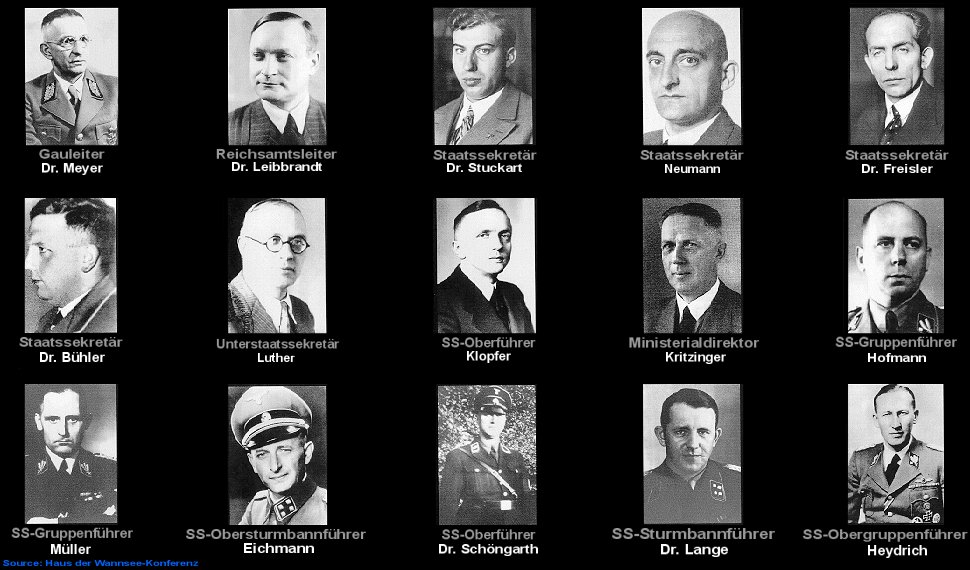 Gauleiter
Dr. Meyer
Reichsamtsleiter
Dr. Leibbrandt
Staatssekretär
Dr. Stuckart
Staatssekretär
Neumann
Staatssekretär
Dr. Freisler
Staatssekretär
Dr. Bühler
Unterstaatssekretär
Luther
SS-Oberführer
Klopfer
Ministerialdirektor
Kritzinger
SS-Gruppenführer
Hofmann
SS-Gruppenführer
Müller
SS-Obersturmbannführer
Eichmann
SS-Oberführer
Dr. Schöngarth
SS-Sturmbannführer
Dr. Lange
SS-Obergruppenführer
Heydrich
Source: Haus der Wannsee-Konferenz